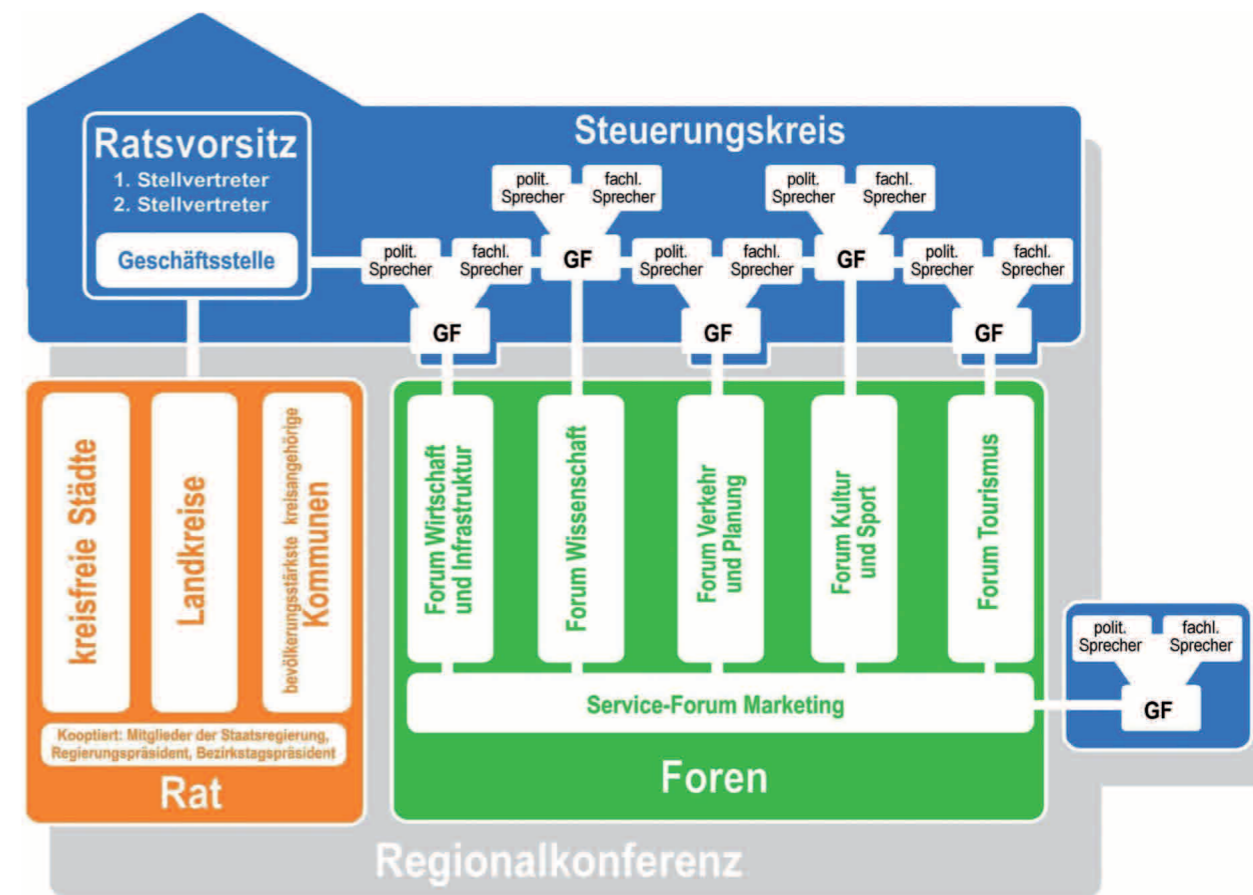 Steuerungskreis
Ratsvorsitz
1. Stellvertreter
2. Stellvertreter
Geschäftsstelle
polit.
Sprecher
fachl.
Sprecher
GF
polit.
Sprecher
fachl.
Sprecher
GF
polit.
Sprecher
fachl.
Sprecher
GF
polit.
Sprecher
fachl.
Sprecher
GF
polit.
Sprecher
fachl.
Sprecher
GF
kreisfreie Städte
Landkreise
bevölkerungsstärkste kreisangehörige
Kommunen
Kooptiert: Mitglieder der Staatsregierung,
Regierungspräsident, Bezirkstagspräsident
Rat
Forum Wirtschaft
und Infrastruktur
Forum Wissenschaft
Forum Verkehr
und Planung
Forum Kultur
und Sport
Forum Tourismus
Service-Forum Marketing
Foren
polit.
Sprecher
fachl.
Sprecher
GF
Regionalkonferenz